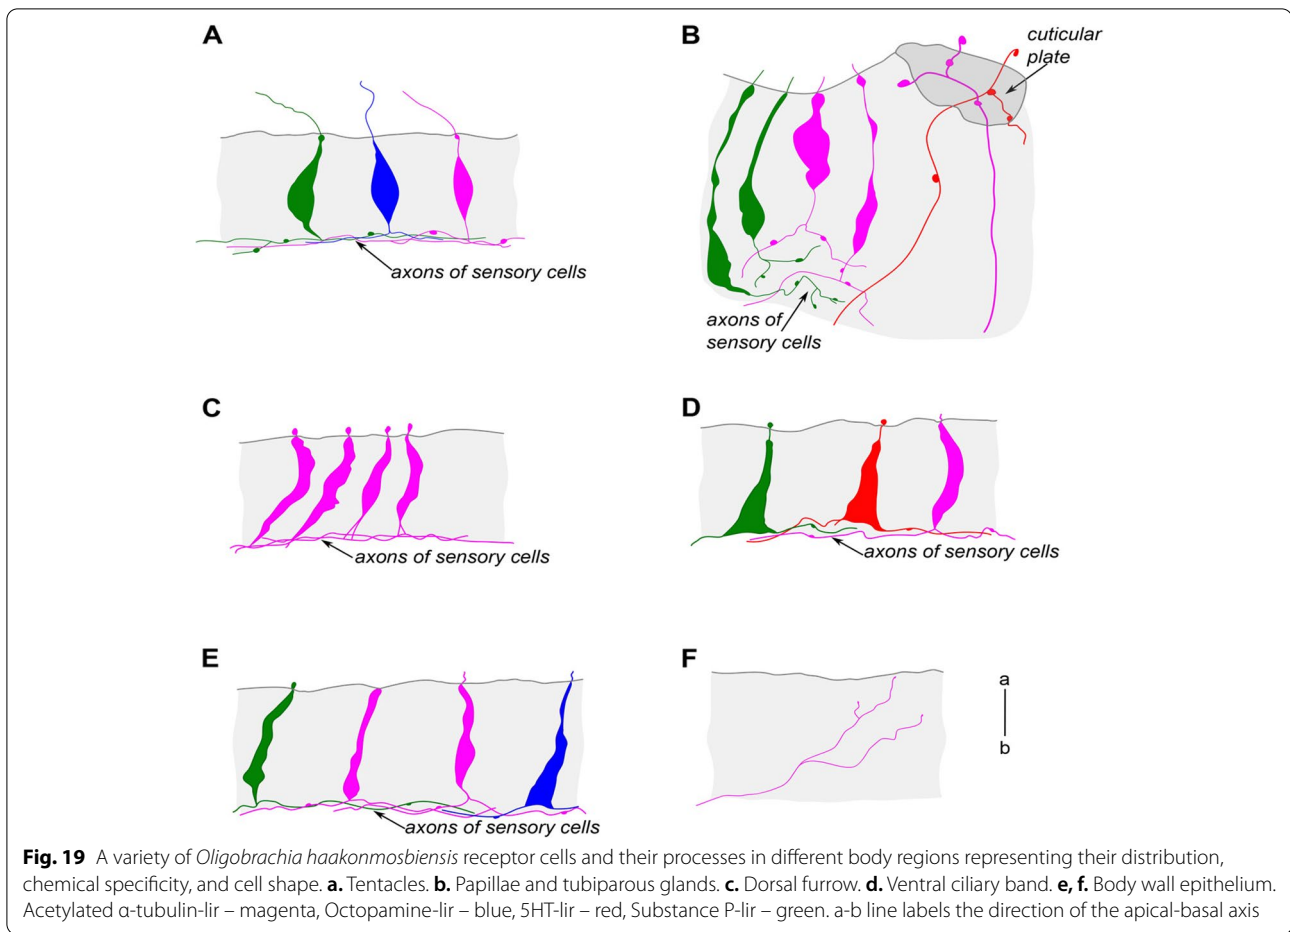 A
B
cuticular
plate
axons of sensory cells
axons of
sensory cells
C
D
axons of sensory cells
axons of sensory cells
E
F
a
b
axons of sensory cells
Fig. 19 A variety of Oligobrachia haakonmosbiensis receptor cells and their processes in different body regions representing their distribution,
chemical specificity, and cell shape. a. Tentacles. b. Papillae and tubiparous glands. c. Dorsal furrow. d. Ventral ciliary band. e, f. Body wall epithelium.
Acetylated α-tubulin-lir – magenta, Octopamine-lir – blue, 5HT-lir – red, Substance P-lir – green. a-b line labels the direction of the apical-basal axis